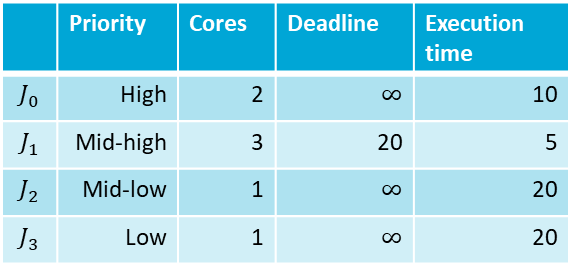 Priority Cores Deadline Execution time
J₀ High 2 ∞ 10
J₁ Mid-high 3 20 5
J₂ Mid-low 1 ∞ 20
J₃ Low 1 ∞ 20